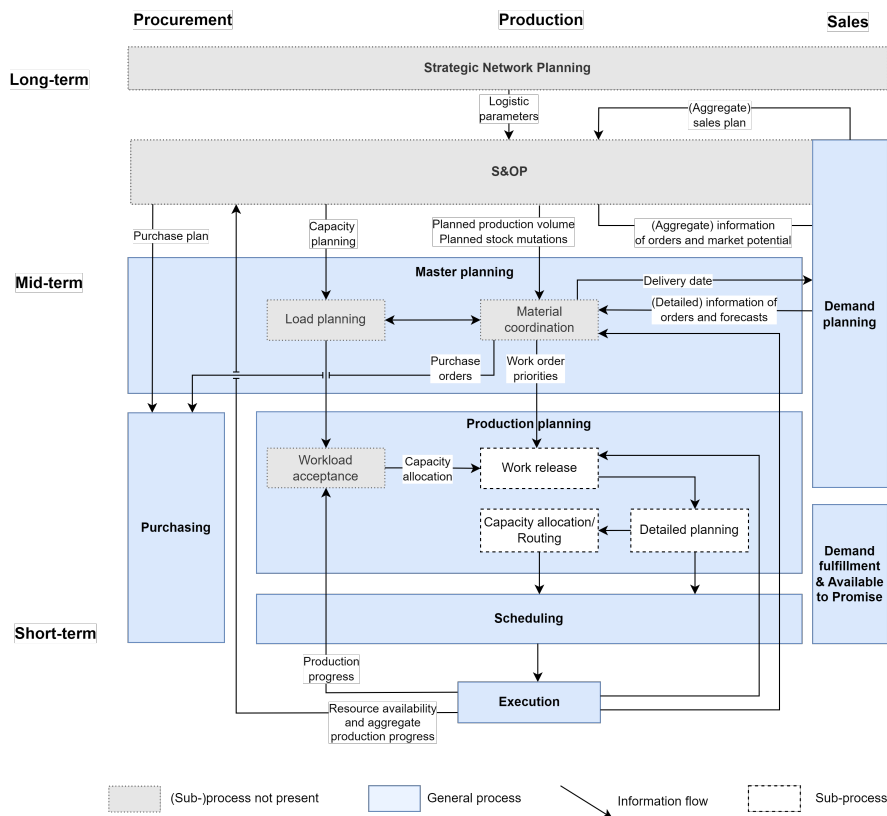 Procurement
Production
Sales
Long-term
Strategic Network Planning
Logistic
parameters
(Aggregate)
sales plan
S&OP
Purchase plan
Capacity
planning
Planned production volume
Planned stock mutations
(Aggregate) information
of orders and market potential
Mid-term
Master planning
Delivery date
Load planning
Material
coordination
(Detailed) information of
orders and forecasts
Demand
planning
Purchase
orders
Work order
priorities
Production planning
Workload
acceptance
Capacity
allocation
Work release
Purchasing
Capacity allocation/
Routing
Detailed planning
Demand
fulfillment
& Available
to Promise
Short-term
Scheduling
Production
progress
Execution
Resource availability
and aggregate
production progress
(Sub-)process not present
General process
Information flow
Sub-process